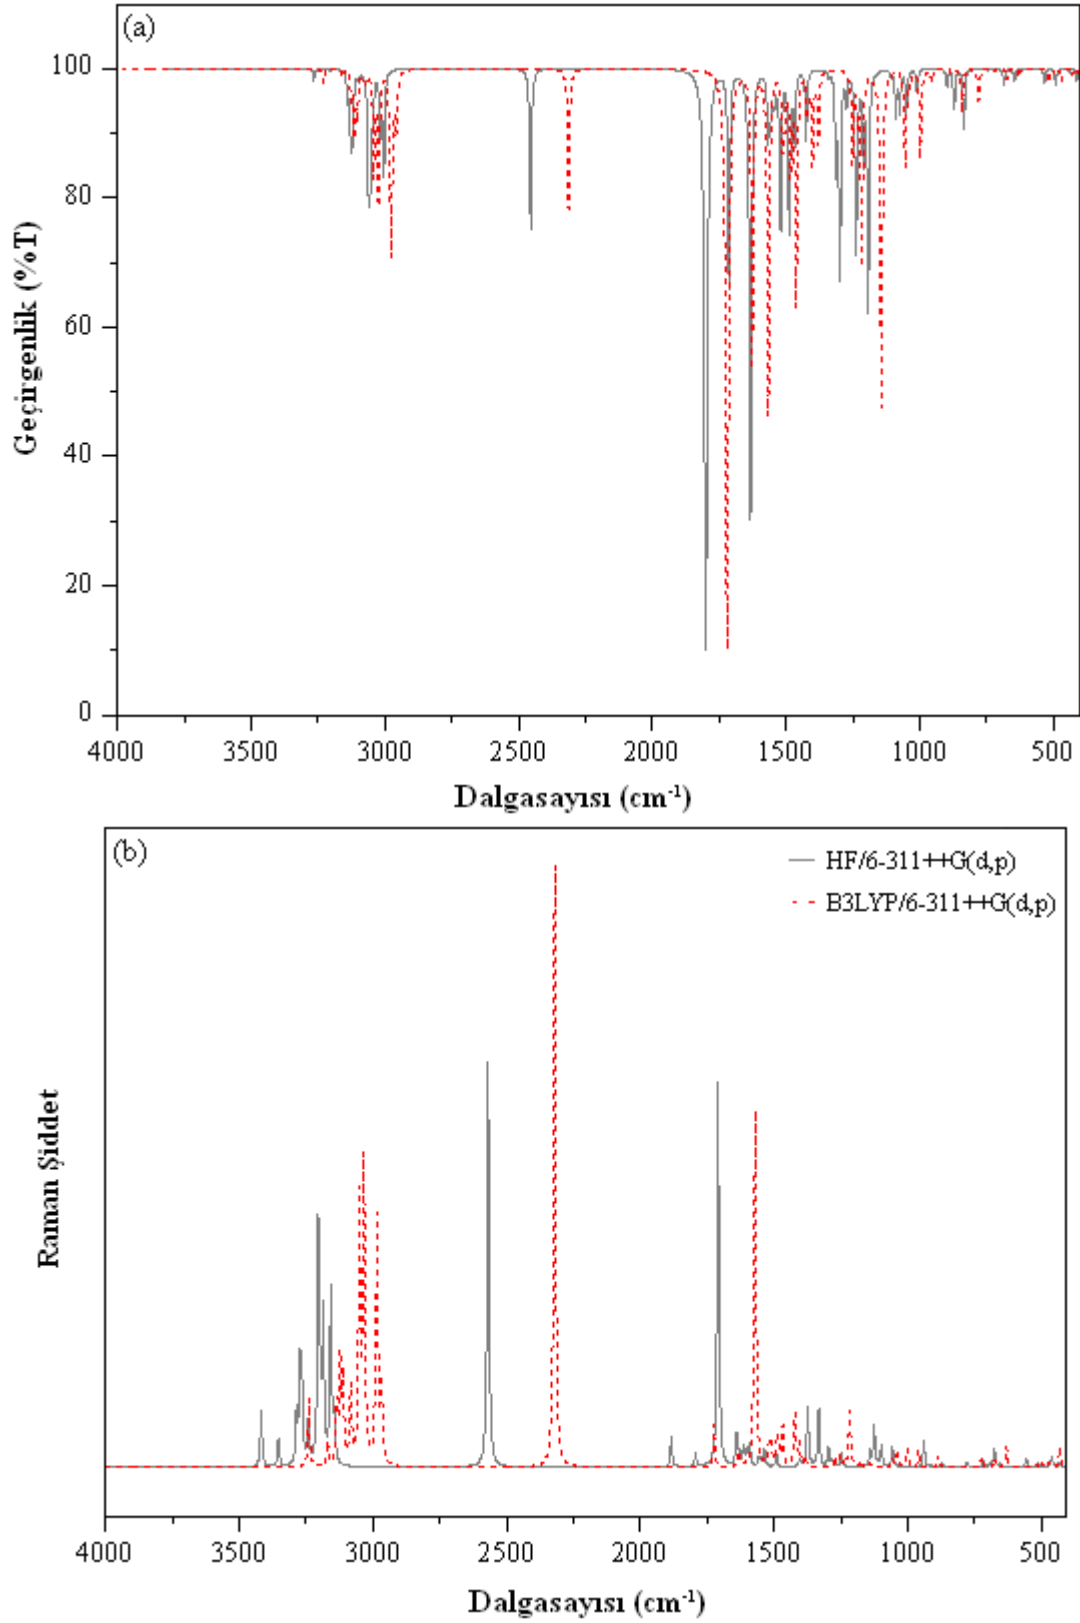 (a)
100
80
60
40
20
0
Geçirgenlik (%T)
4000 3500 3000 2500 2000 1500 1000 500
Dalgasayısı (cm-1)
(b)
HF/6-311++G(d,p)
B3LYP/6-311++G(d,p)
Raman Şiddet
4000 3500 3000 2500 2000 1500 1000 500
Dalgasayısı (cm-1)